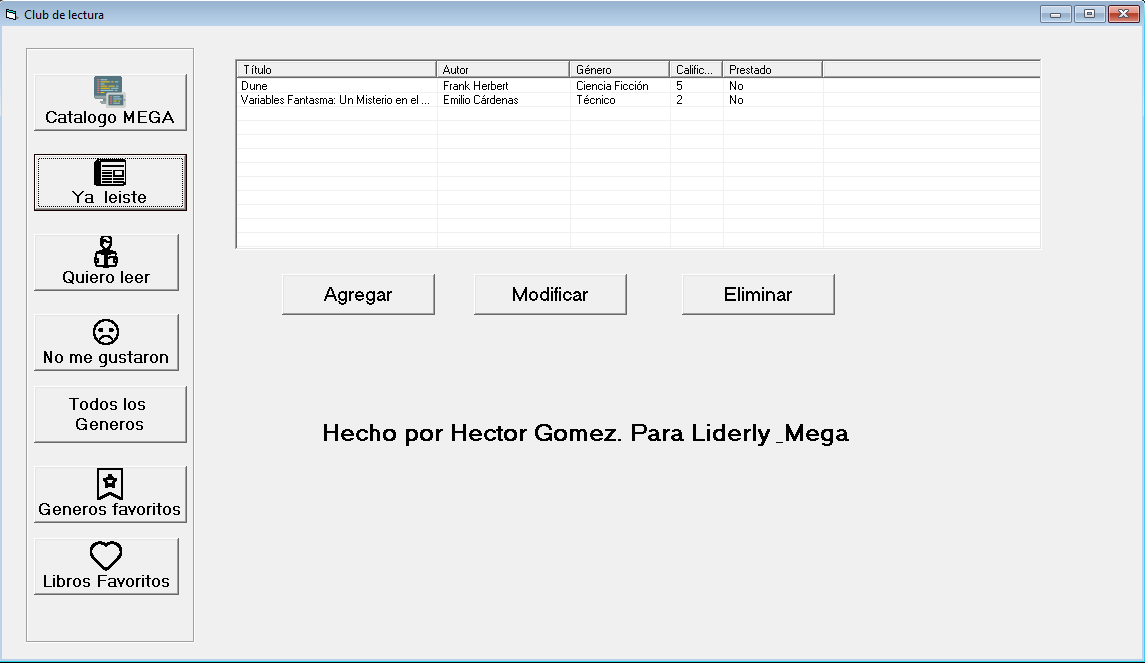 Club de lectura
Catalogo MEGA
Ya leiste
Quiero leer
No me gustaron
Todos los
Generos
Generos favoritos
Libros Favoritos
Título Autor Género Calific... Prestado
Dune Frank Herbert Ciencia Ficción 5 No
Variables Fantasma: Un Misterio en el ... Emilio Cárdenas Técnico 2 No
Agregar Modificar Eliminar
Hecho por Hector Gomez. Para Liderly _Mega